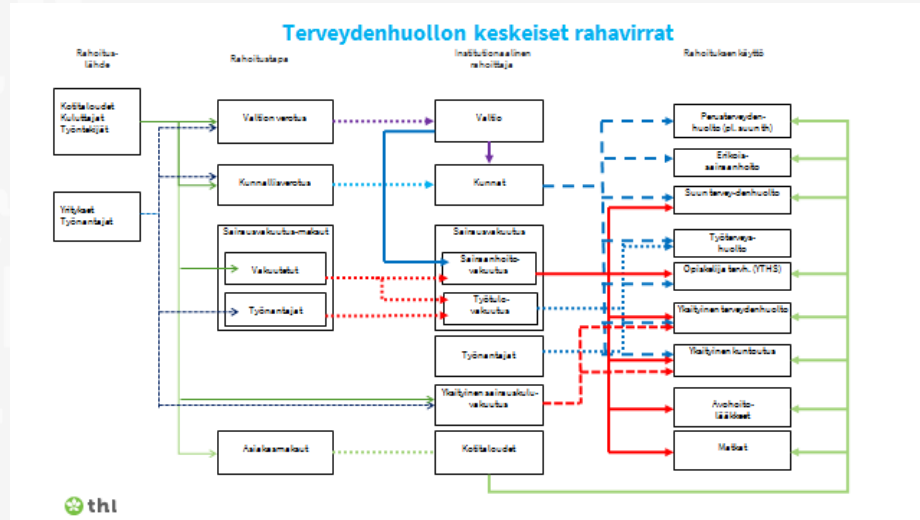 Terveydenhuollon keskeiset rahavirrat
Rahoitus-
lähde
Rahoitustapa
Institutionaalinen
rahoittaja
Rahoituksen käyttö
Kotitaloudet
Kuluttajat
Työntekijät
Yritykset
Työnantajat
Valtion verotus
Kunnallisverotus
Sairausvakuutus-maksut
Vakuutetut
Työnantajat
Asiakasmaksut
Valtio
Kunnat
Sairausvakuutus
Sairaanhoito-
vakuutus
Työtulo-
vakuutus
Työnantajat
Yksityinen sairauskulu-
vakuutus
Kotitaloudet
Perusterveyden-
huolto (pl. suun th)
Erikois-
sairaanhoito
Suun tervey-denhuolto
Työterveys-
huolto
Opiskelija terv. (YTHS)
Yksityinen terveydenhuolto
Yksityinen kuntoutus
Avohoito-
lääkkeet
Matkat
thl